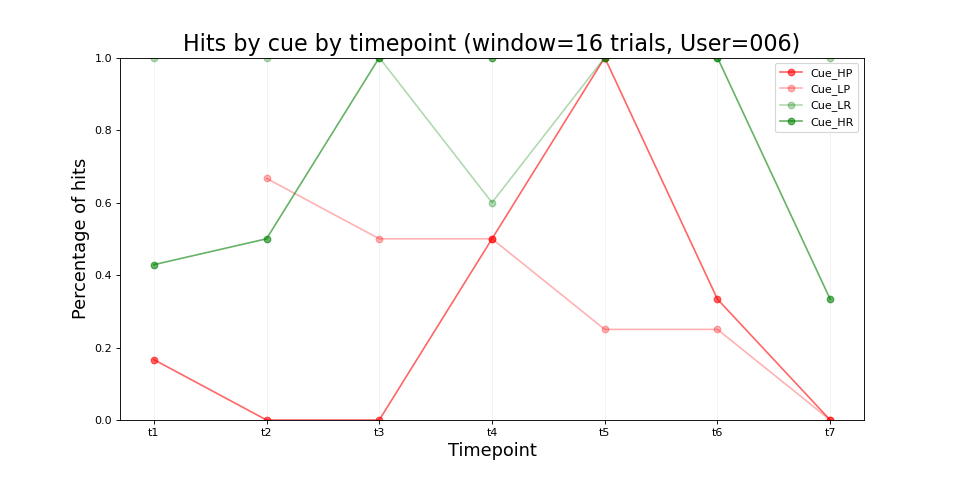 Hits by cue by timepoint (window=16 trials, User=006)
Percentage of hits
1.0
0.8
0.6
0.4
0.2
0.0
Cue_HP
Cue_LP
Cue_LR
Cue_HR
t1 t2 t3 t4 t5 t6 t7
Timepoint